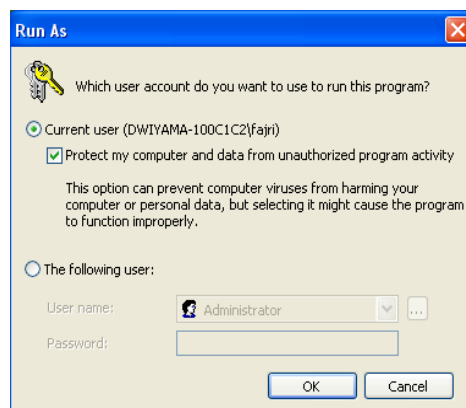 Run As
Which user account do you want to use to run this program?
Current user (DWIYAMA-100C1C2\fajri)
Protect my computer and data from unauthorized program activity
This option can prevent computer viruses from harming your
computer or personal data, but selecting it might cause the program
to function improperly.
The following user:
User name:
Administrator
...
Password:
OK
Cancel